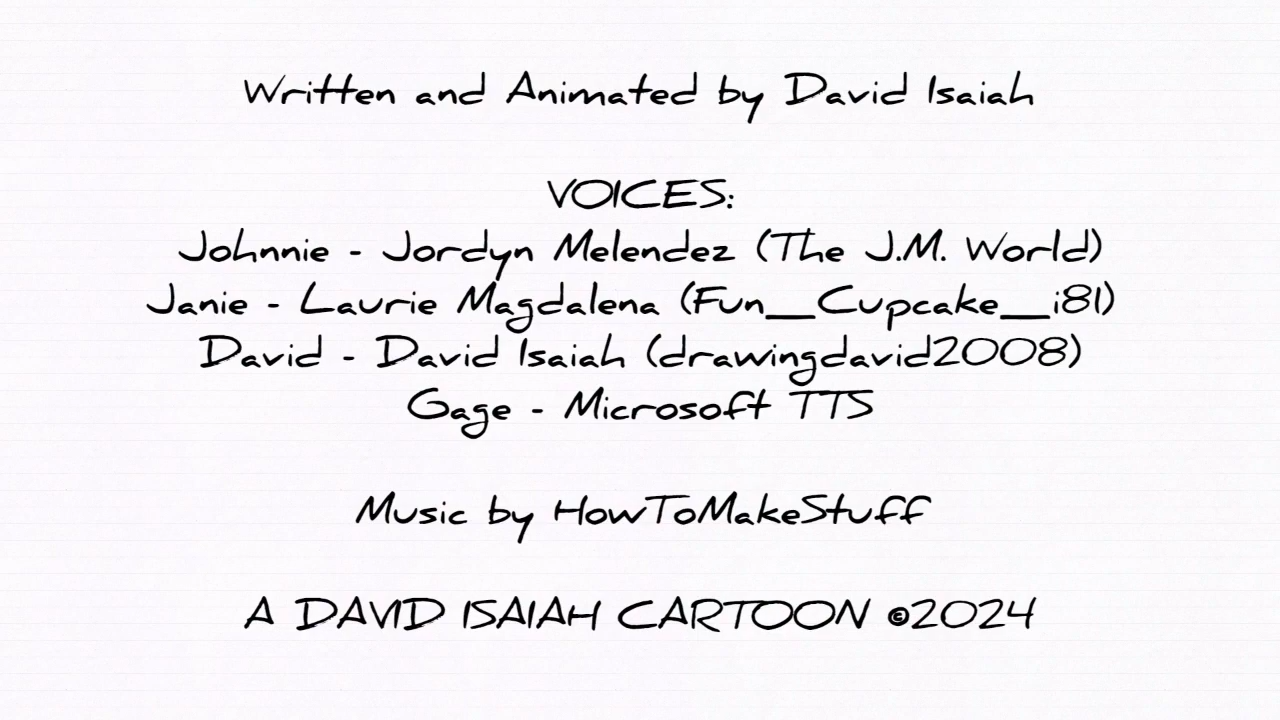 Written and Animated by David Isaiah
VOICES:
Johnnie - Jordyn Melendez (The J.M. World)
Janie - Laurie Magdalena (Fun__Cupcake__i81)
David - David Isaiah (drawingdavid2008)
Gage - Microsoft TTS
Music by HowToMakeStuff
A DAVID ISAIAH CARTOON ©2024